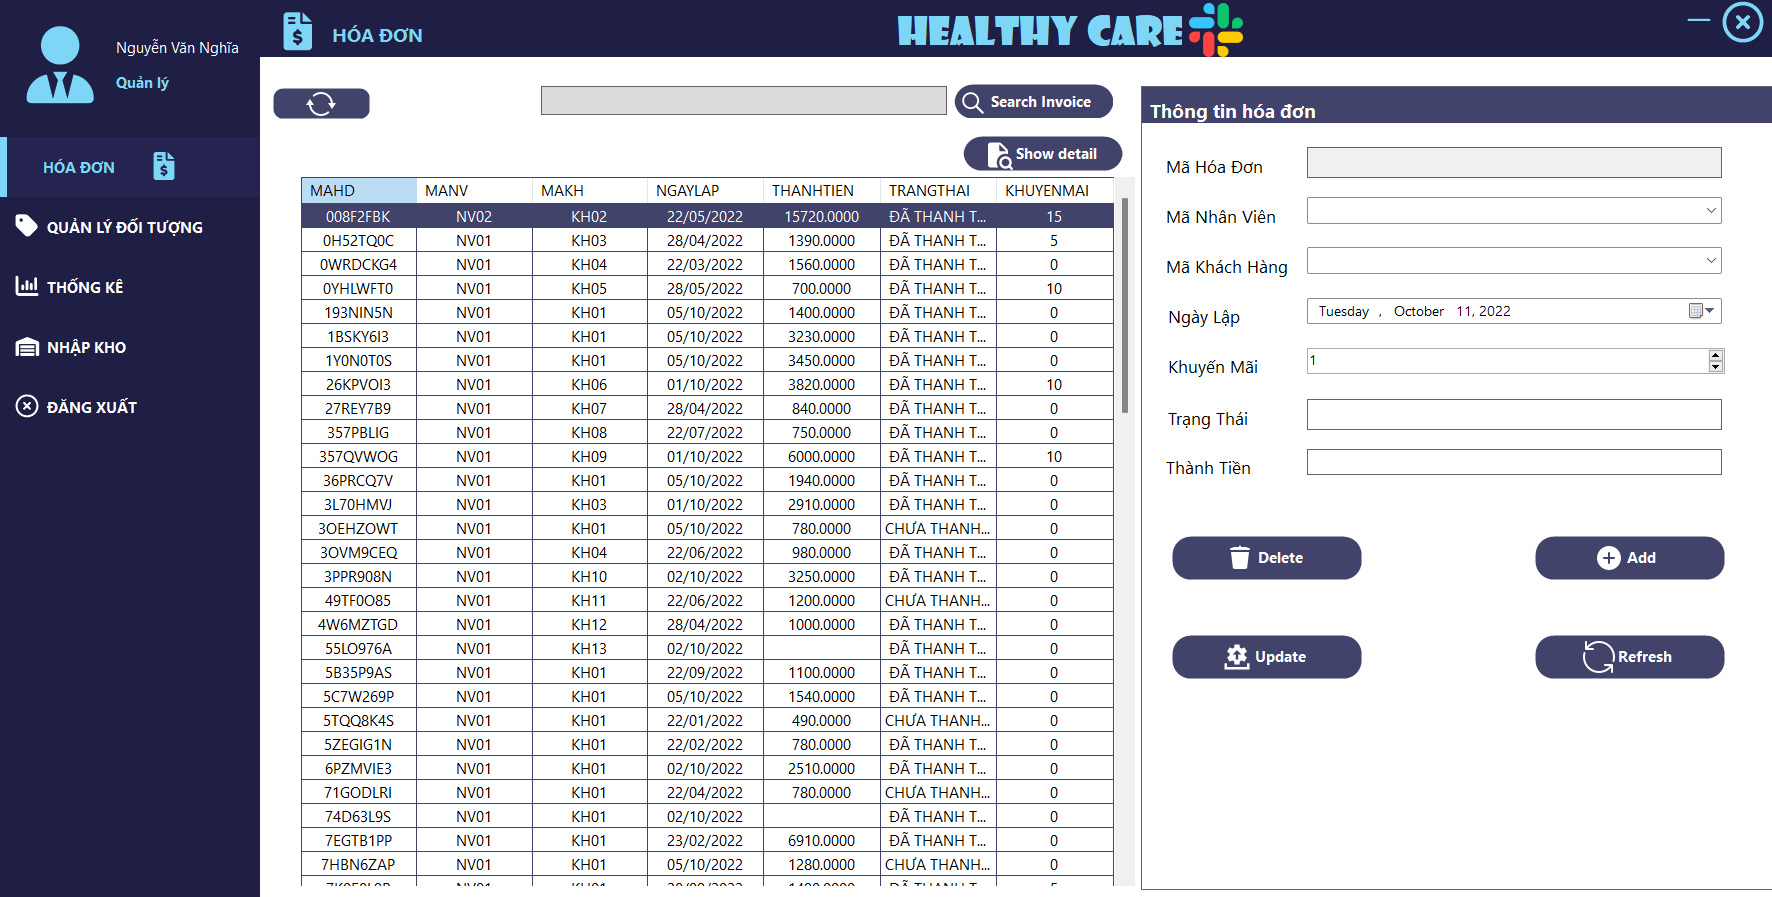 Nguyễn Văn Nghĩa
Quản lý
HÓA ĐƠN
QUẢN LÝ ĐỐI TƯỢNG
THỐNG KÊ
NHẬP KHO
ĐĂNG XUẤT
HÓA ĐƠN
HEALTHY CARE
Search Invoice
Show detail
MAHD MANV MAKH NGAYLAP THANHTIEN TRANGTHAI KHUYENMAI
008F2FBK NV02 KH02 22/05/2022 15720.0000 ĐÃ THANH T... 15
0H52TQ0C NV01 KH03 28/04/2022 1390.0000 ĐÃ THANH T... 5
0WRDCKG4 NV01 KH04 22/03/2022 1560.0000 ĐÃ THANH T... 0
0YHLWFT0 NV01 KH05 28/05/2022 700.0000 ĐÃ THANH T... 10
193NIN5N NV01 KH01 05/10/2022 1400.0000 ĐÃ THANH T... 0
1BSKY6I3 NV01 KH01 05/10/2022 3230.0000 ĐÃ THANH T... 0
1Y0N0T0S NV01 KH01 05/10/2022 3450.0000 ĐÃ THANH T... 0
26KPVOI3 NV01 KH06 01/10/2022 3820.0000 ĐÃ THANH T... 10
27REY7B9 NV01 KH07 28/04/2022 840.0000 ĐÃ THANH T... 0
357PBLIG NV01 KH08 22/07/2022 750.0000 ĐÃ THANH T... 0
357QVWOG NV01 KH09 01/10/2022 6000.0000 ĐÃ THANH T... 10
36PRCQ7V NV01 KH01 05/10/2022 1940.0000 ĐÃ THANH T... 0
3L70HMVJ NV01 KH03 01/10/2022 2910.0000 ĐÃ THANH T... 0
3OEHZOWT NV01 KH01 05/10/2022 780.0000 CHƯA THANH... 0
3OVM9CEQ NV01 KH04 22/06/2022 980.0000 ĐÃ THANH T... 0
3PPR908N NV01 KH10 02/10/2022 3250.0000 ĐÃ THANH T... 0
49TF0O85 NV01 KH11 22/06/2022 1200.0000 CHƯA THANH... 0
4W6MZTGD NV01 KH12 28/04/2022 1000.0000 ĐÃ THANH T... 0
55LO976A NV01 KH13 02/10/2022 ĐÃ THANH T... 0
5B35P9AS NV01 KH01 22/09/2022 1100.0000 ĐÃ THANH T... 0
5C7W269P NV01 KH01 05/10/2022 1540.0000 ĐÃ THANH T... 0
5TQQ8K4S NV01 KH01 22/01/2022 490.0000 CHƯA THANH... 0
5ZEGIG1N NV01 KH01 22/02/2022 780.0000 ĐÃ THANH T... 0
6PZMVIE3 NV01 KH01 02/10/2022 2510.0000 ĐÃ THANH T... 0
71GODLRI NV01 KH01 22/04/2022 780.0000 CHƯA THANH... 0
74D63L9S NV01 KH01 02/10/2022 ĐÃ THANH T... 0
7EGTB1PP NV01 KH01 23/02/2022 6910.0000 ĐÃ THANH T... 0
7HBN6ZAP NV01 KH01 05/10/2022 1280.0000 CHƯA THANH... 0
Thông tin hóa đơn
Mã Hóa Đơn
Mã Nhân Viên
Mã Khách Hàng
Ngày Lập Tuesday , October 11, 2022
Khuyến Mãi 1
Trạng Thái
Thành Tiền
Delete
Add
Update
Refresh